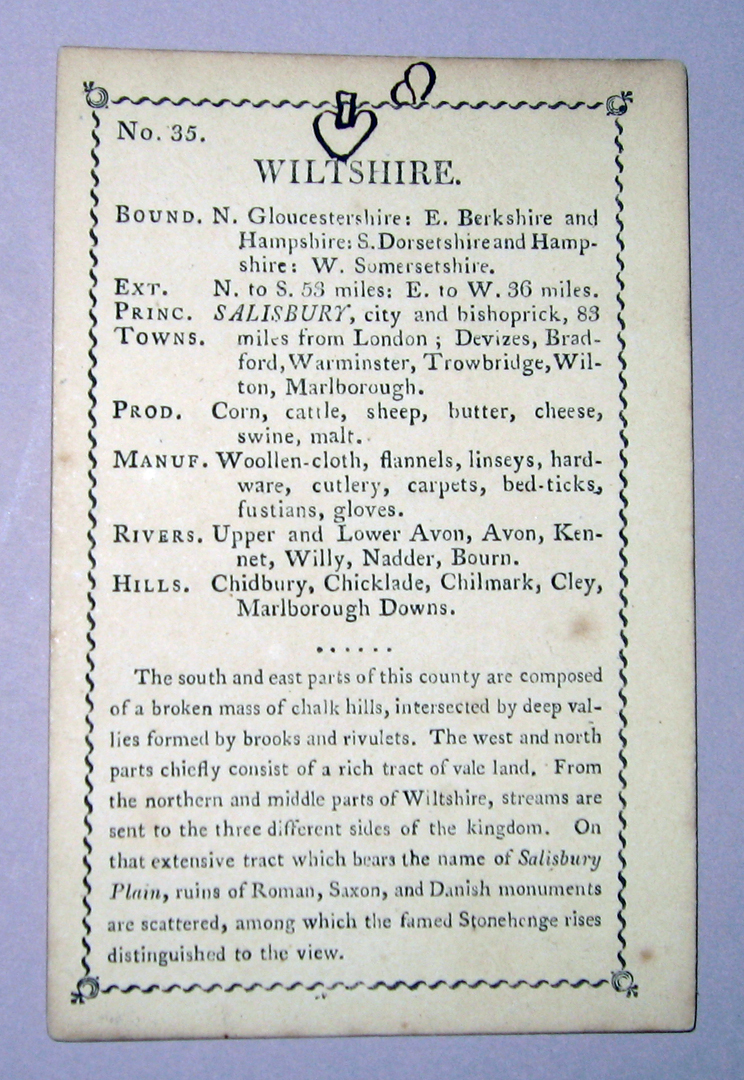 No. 35.
WILTSHIRE.
BOUND. N. Gloucestershire: E. Berkshire and
Hampshire: S. Dorsetshire and Hamp-
shire: W. Somersetshire.
EXT. N. to S. 53 miles: E. to W. 36 miles.
PRINC. SALISBURY, city and bishoprick, 83
TOWNS. miles from London ; Devizes, Brad-
ford, Warminster, Trowbridge, Wil-
ton, Marlborough.
PROD. Corn, cattle, sheep, butter, cheese,
swine, malt.
MANUF. Woollen-cloth, flannels, linseys, hard-
ware, cutlery, carpets, bed-ticks,
fustians, gloves.
RIVERS. Upper and Lower Avon, Avon, Ken-
net, Willy, Nadder, Bourn.
HILLS. Chidbury, Chicklade, Chilmark, Cley,
Marlborough Downs.
The south and east parts of this county are composed
of a broken mass of chalk hills, intersected by deep val-
lies formed by brooks and rivulets. The west and north
parts chiefly consist of a rich tract of vale land. From
the northern and middle parts of Wiltshire, streams are
sent to the three different sides of the kingdom. On
that extensive tract which bears the name of Salisbury
Plain, ruins of Roman, Saxon, and Danish monuments
are scattered, among which the famed Stonehenge rises
distinguished to the view.